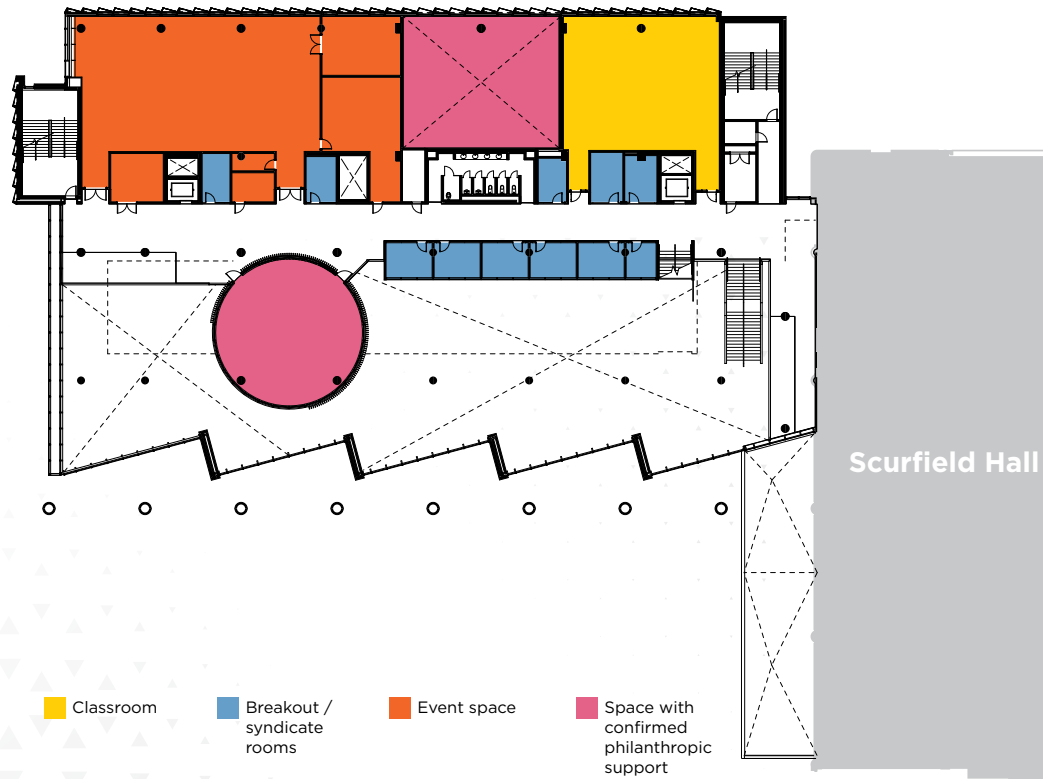 Scurfield Hall
Classroom
Breakout /
syndicate
rooms
Event space
Space with
confirmed
philanthropic
support